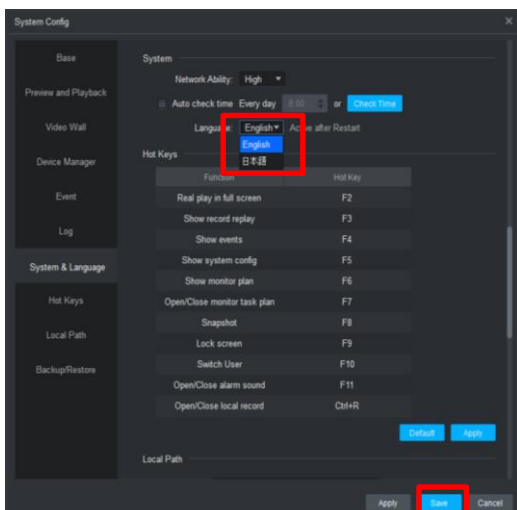 System Config
Base
Preview and Playback
Video Wall
Device Manager
Event
Log
System & Language
Hot Keys
Local Path
Backup/Restore
System
Network Ability: High
Auto check time Every day 8:00 or Check Time
Language: English Active after Restart
English
日本語
Hot Keys
Function Hot Key
Real play in full screen F2
Show record replay F3
Show events F4
Show system config F5
Show monitor plan F6
Open/Close monitor task plan F7
Snapshot F8
Lock screen F9
Switch User F10
Open/Close alarm sound F11
Open/Close local record Ctrl+R
Default Apply
Local Path
Apply Save Cancel